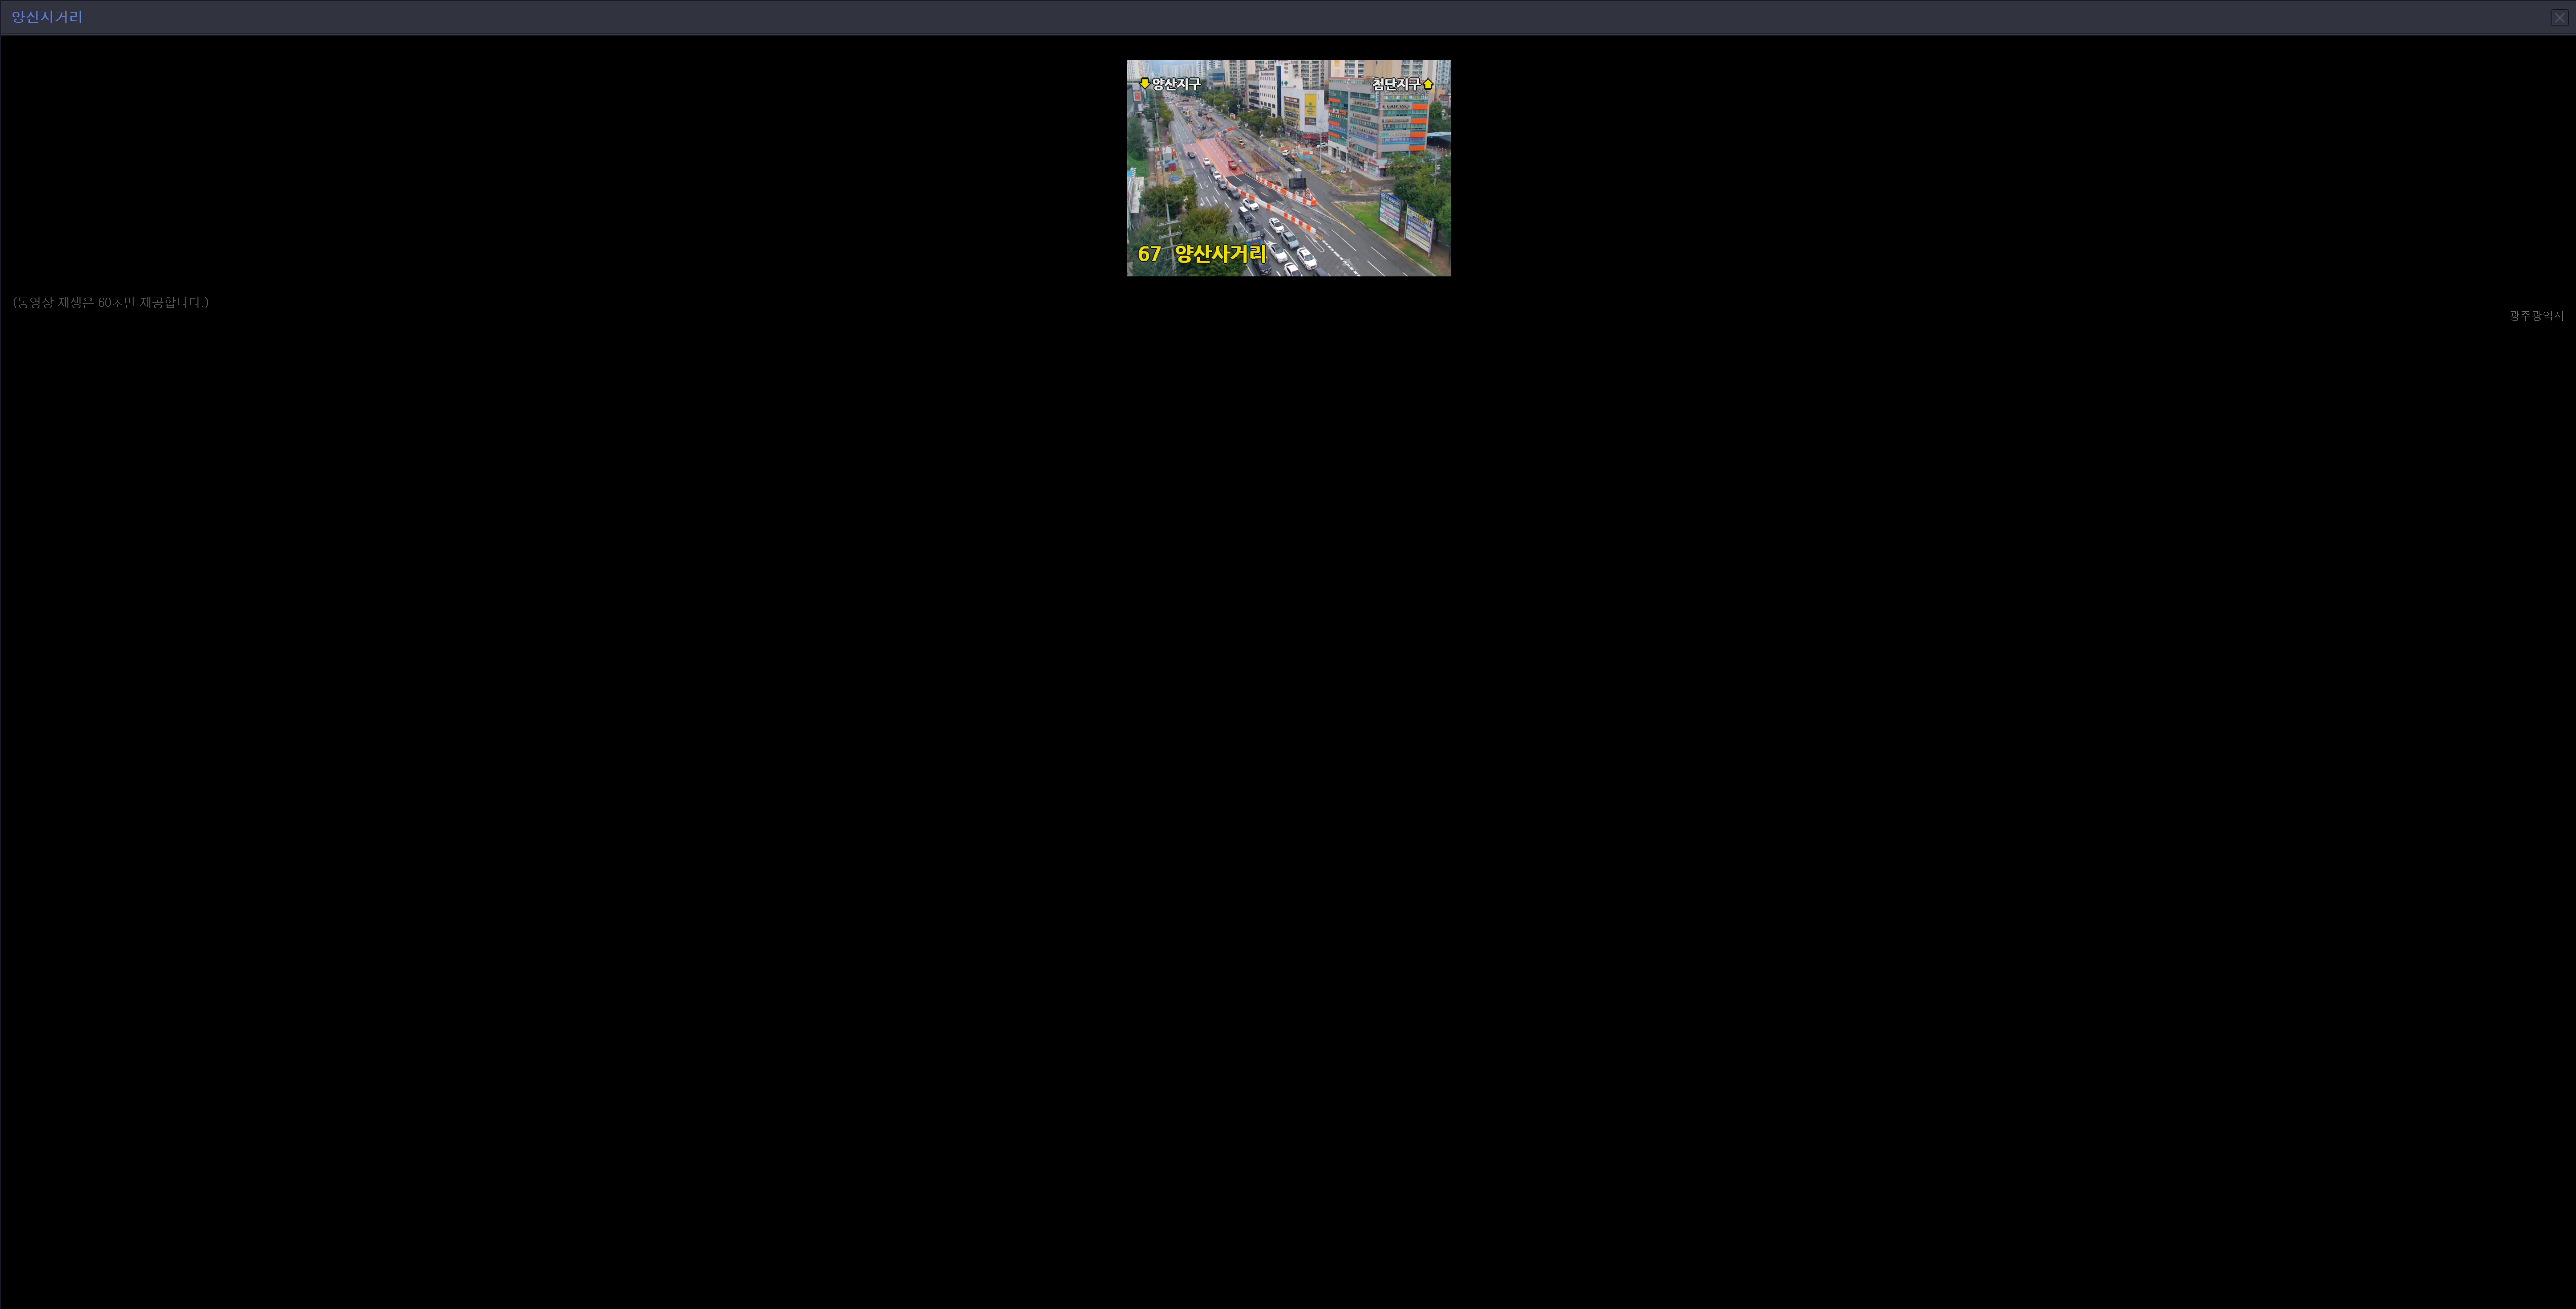 양산사거리
양산지구
첨단지구
67 양산사거리
(동영상 재생은 60초만 제공합니다.)
광주광역시